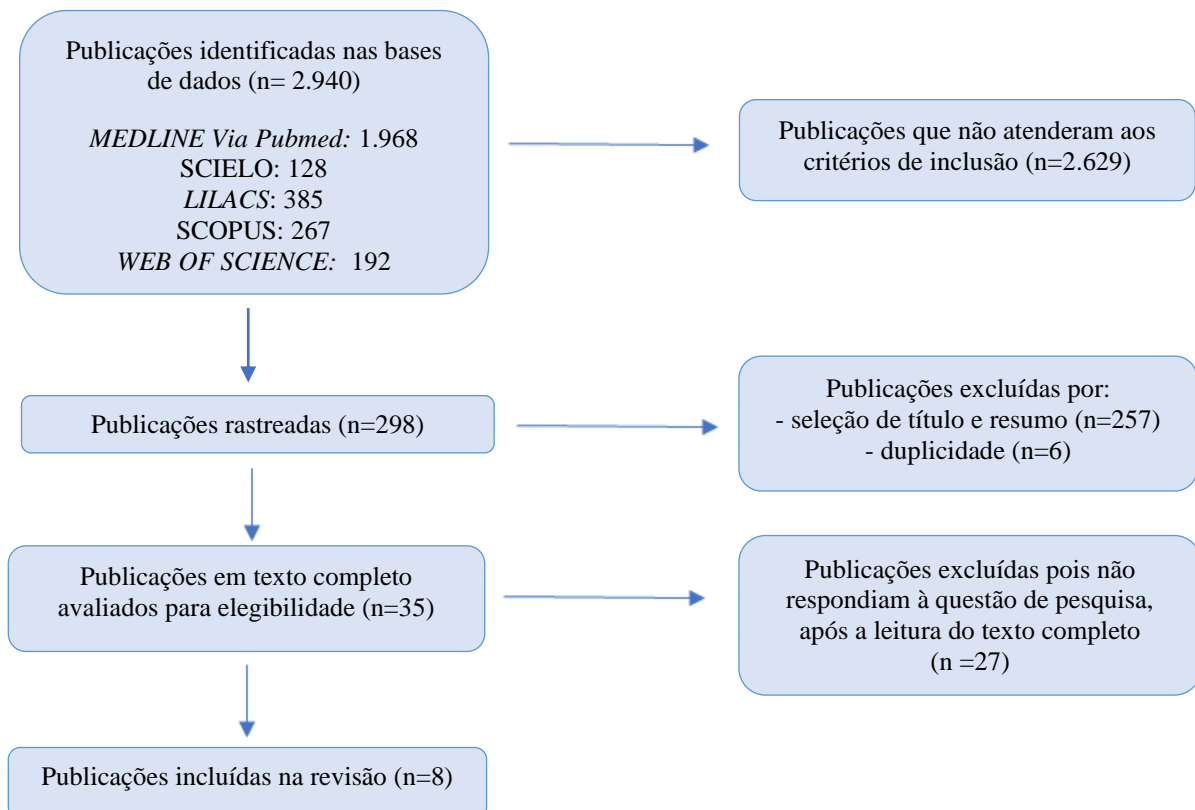 Publicações identificadas nas bases
de dados (n= 2.940)
MEDLINE Via Pubmed: 1.968
SCIELO: 128
LILACS: 385
SCOPUS: 267
WEB OF SCIENCE: 192
Publicações que não atenderam aos
critérios de inclusão (n=2.629)
Publicações rastreadas (n=298)
Publicações excluídas por:
- seleção de título e resumo (n=257)
- duplicidade (n=6)
Publicações em texto completo
avaliados para elegibilidade (n=35)
Publicações excluídas pois não
respondiam à questão de pesquisa,
após a leitura do texto completo
(n =27)
Publicações incluídas na revisão (n=8)